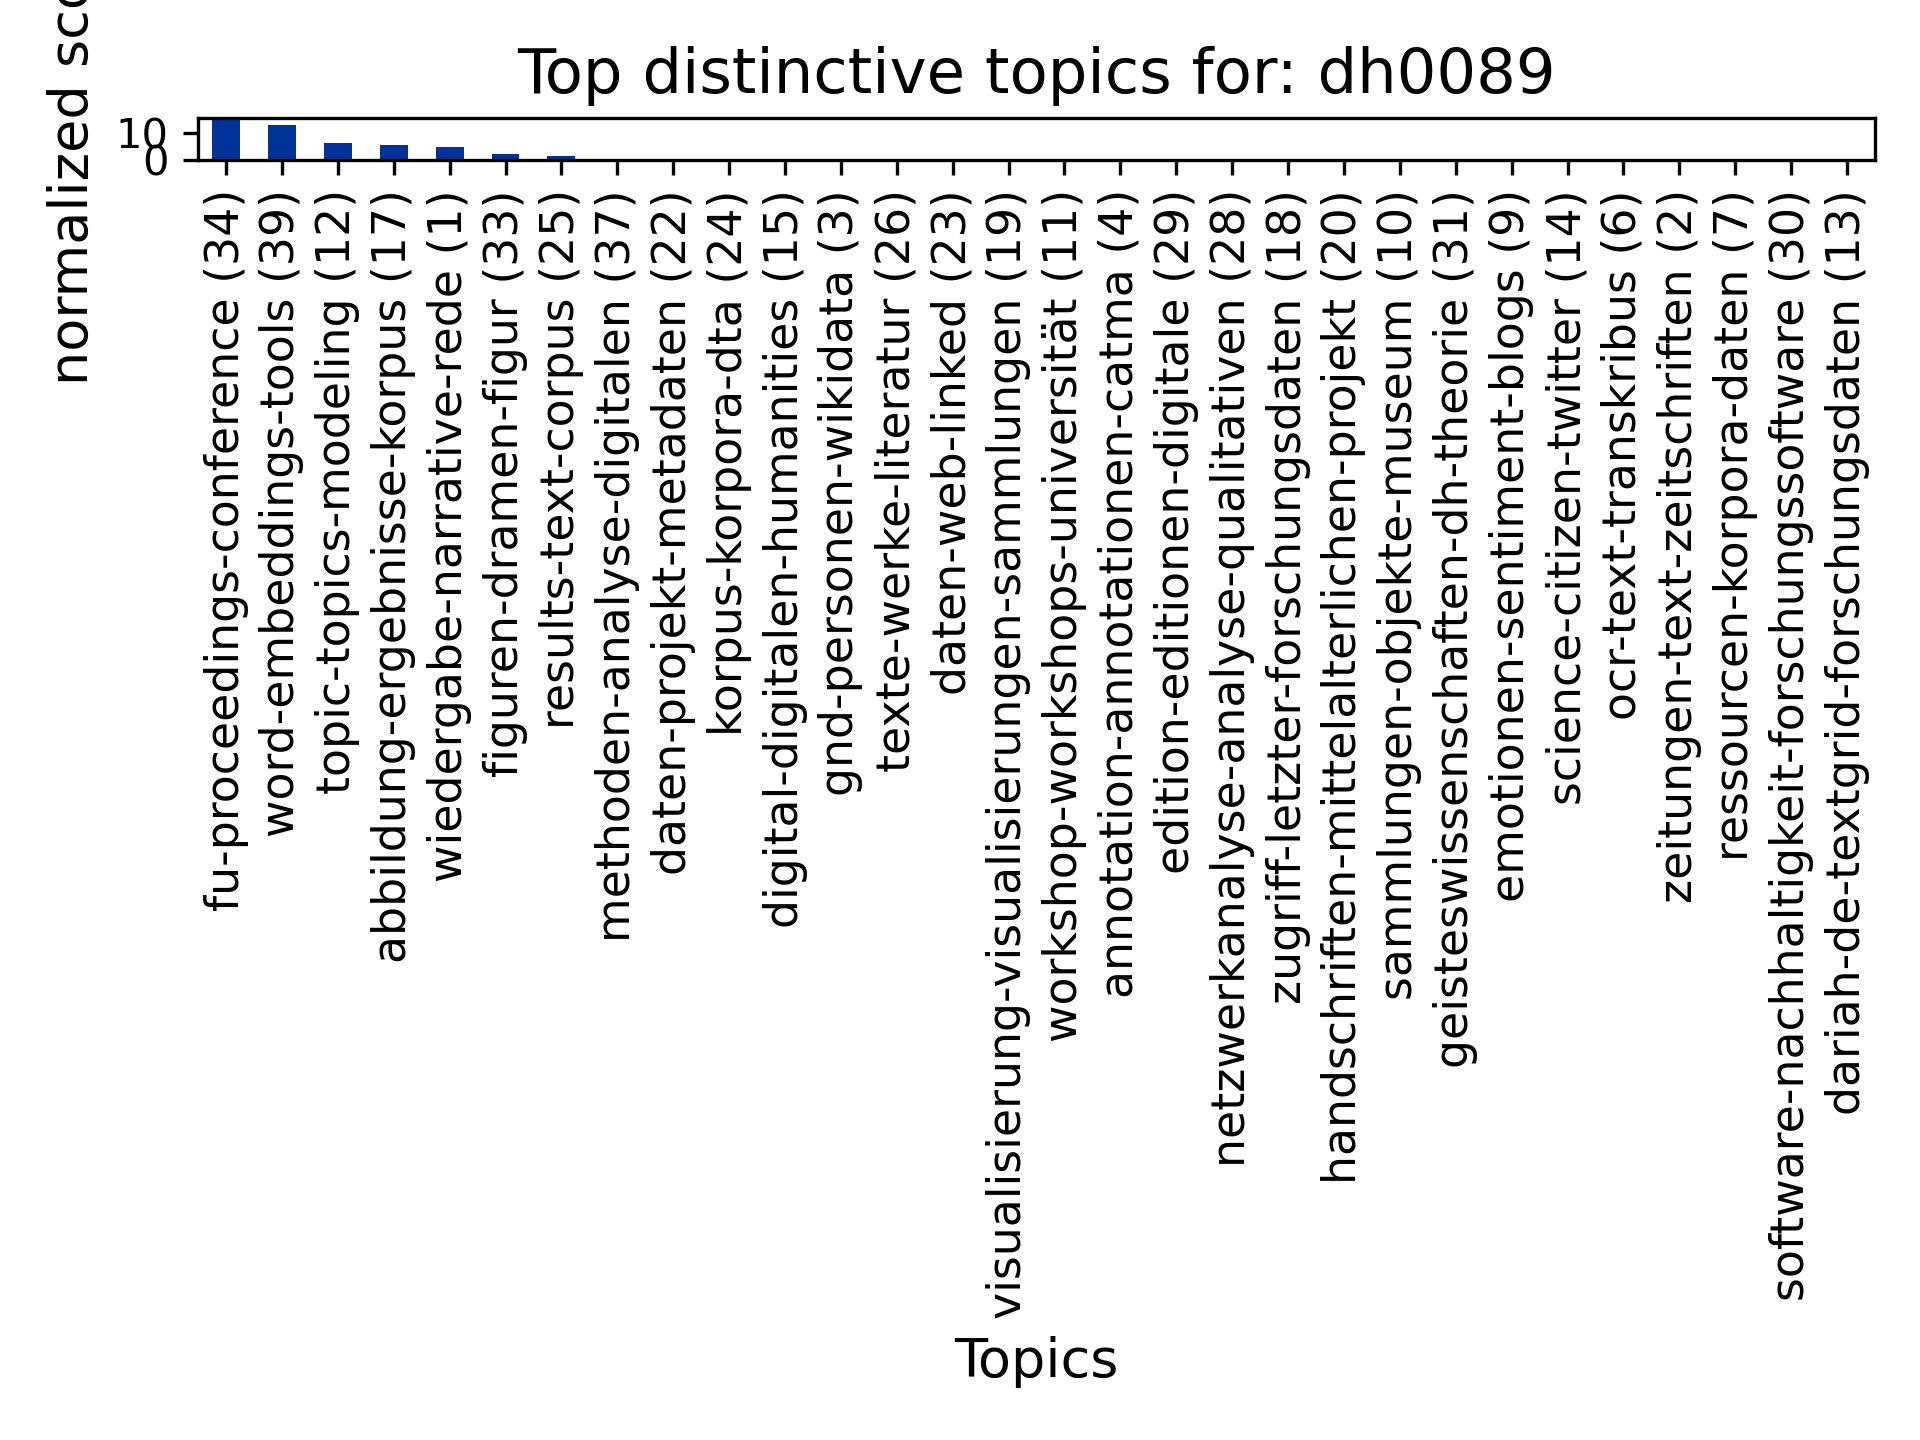 Top distinctive topics for: dh0089
normalized
10
0
fu-proceedings-conference (34)
word-embeddings-tools (39)
topic-topics-modeling (12)
abbildung-ergebnisse-korpus (17)
wiedergabe-narrative-rede (1)
figuren-dramen-figur (33)
results-text-corpus (25)
methoden-analyse-digitalen (37)
daten-projekt-metadaten (22)
korpus-korpora-dta (24)
digital-digitalen-humanities (15)
gnd-personen-wikidata (3)
texte-werke-literatur (26)
daten-web-linked (23)
visualisierung-visualisierungen-sammlungen (19)
workshop-workshops-universität (11)
annotation-annotationen-catma (4)
edition-editionen-digitale (29)
netzwerkanalyse-analyse-qualitativen (28)
zugriff-letzter-forschungsdaten (18)
handschriften-mittelalterlichen-projekt (20)
sammlungen-objekte-museum (10)
geisteswissenschaften-dh-theorie (31)
emotionen-sentiment-blogs (9)
science-citizen-twitter (14)
ocr-text-transkribus (6)
zeitungen-text-zeitschriften (2)
ressourcen-korpora-daten (7)
software-nachhaltigkeit-forschungssoftware (30)
dariah-de-textgrid-forschungsdaten (13)
Topics